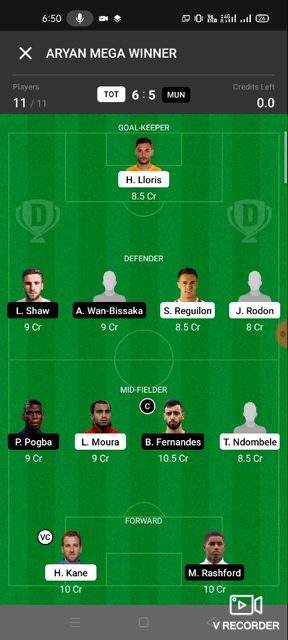 6:50
26
ARYAN MEGA WINNER
Players
11 / 11
TOT 6 : 5 MUN
Credits Left
0.0
GOAL-KEEPER
H. Lloris
8.5 Cr
D D
DEFENDER
L. Shaw A. Wan-Bissaka S. Reguilon J. Rodon
9 Cr 9 Cr 8.5 Cr 8 Cr
MID-FIELDER
C
P. Pogba L. Moura B. Fernandes T. Ndombele
9 Cr 9 Cr 10.5 Cr 8.5 Cr
FORWARD
VC
H. Kane M. Rashford
10 Cr 10 Cr
V RECORDER